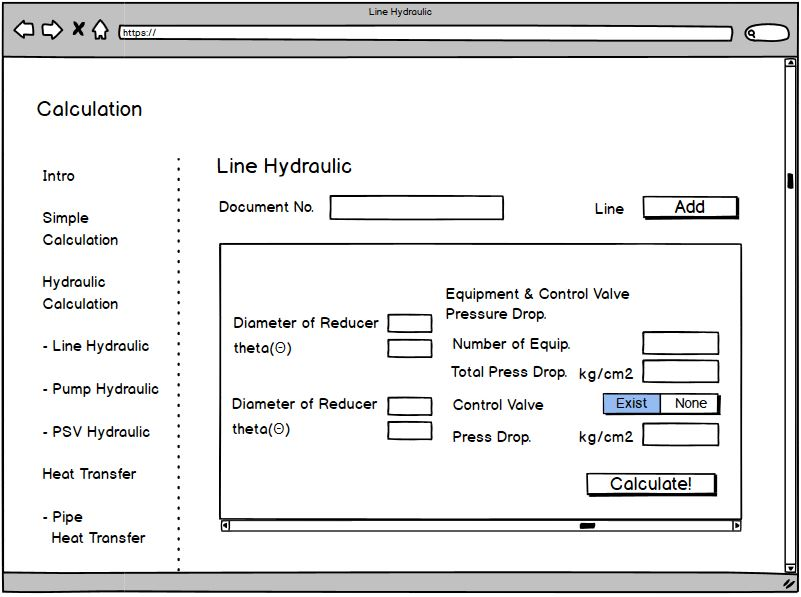 Line Hydraulic
https://
Calculation
Intro
Simple
Calculation
Hydraulic
Calculation
- Line Hydraulic
- Pump Hydraulic
- PSV Hydraulic
Heat Transfer
- Pipe
Heat Transfer
Line Hydraulic
Document No.
Line
Add
Diameter of Reducer
theta(Θ)
Diameter of Reducer
theta(Θ)
Equipment & Control Valve
Pressure Drop.
Number of Equip.
Total Press Drop. kg/cm2
Control Valve
Exist
None
Press Drop. kg/cm2
Calculate!